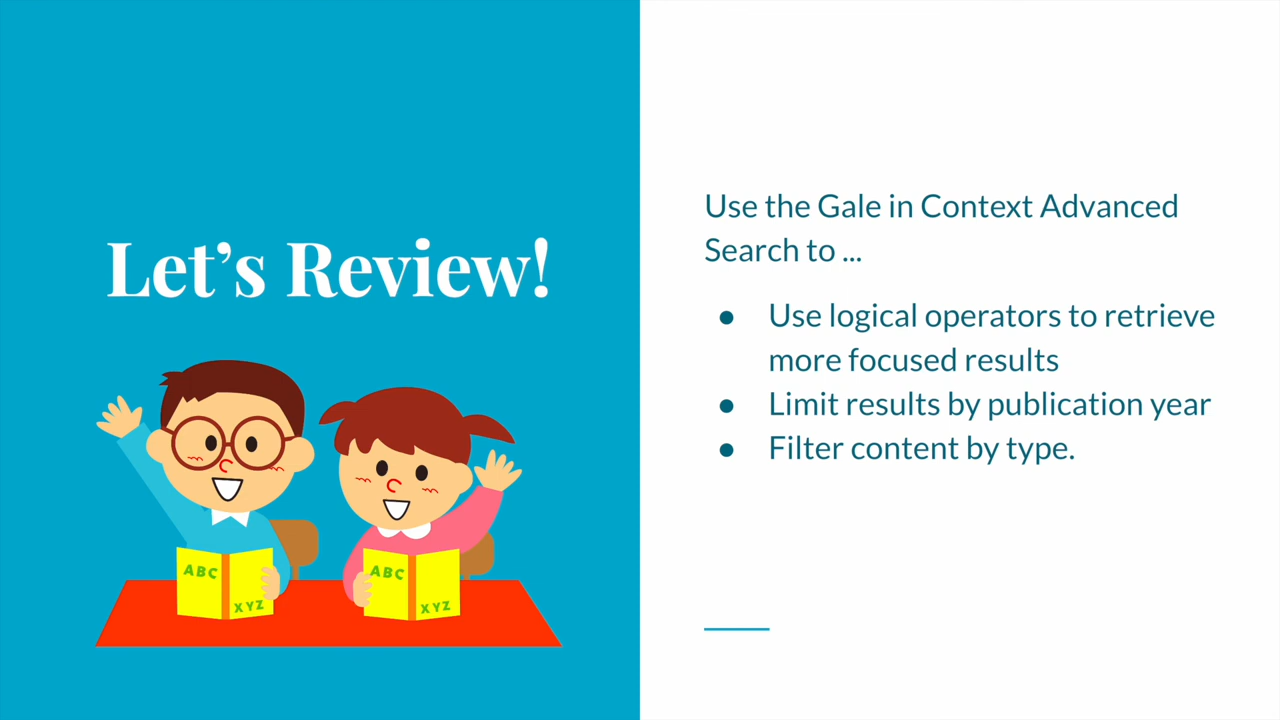 Let’s Review!
ABC
XYZ
ABC
XYZ
Use the Gale in Context Advanced
Search to ...
● Use logical operators to retrieve
more focused results
● Limit results by publication year
● Filter content by type.